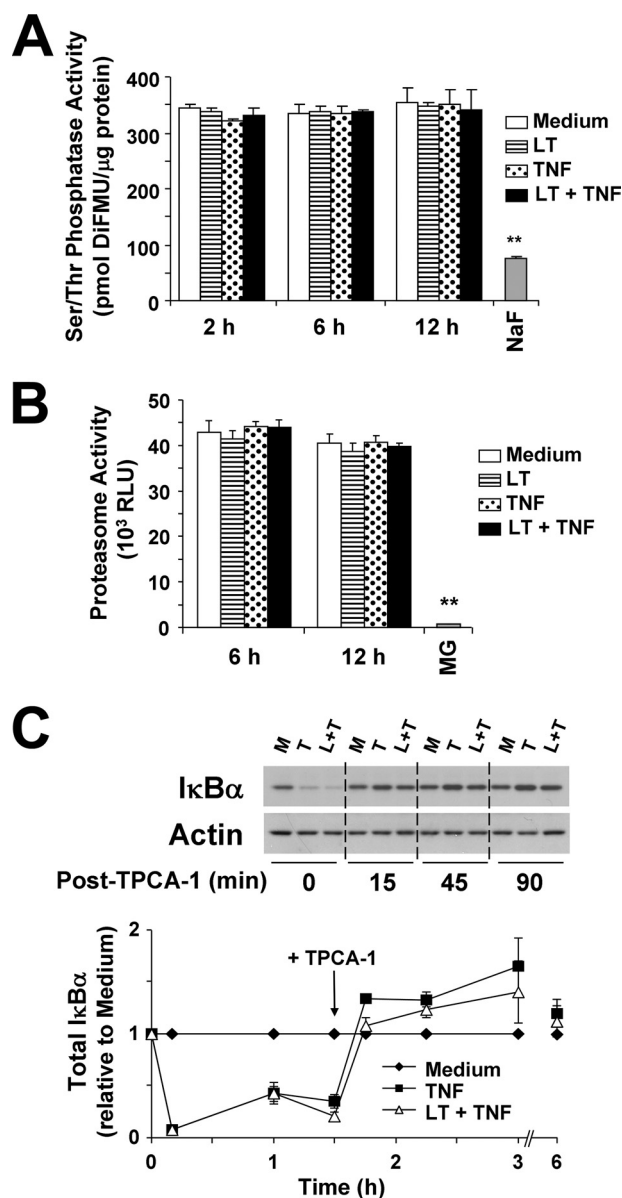 A
Ser/Thr Phosphatase Activity
(pmol DiFMU/µg protein)
400
300
200
100
0
2 h
6 h
12 h
NaF
**
Medium
LT
TNF
LT + TNF
B
Proteasome Activity
(10³ RLU)
50
40
30
20
10
0
6 h
12 h
MG
**
Medium
LT
TNF
LT + TNF
C
M T L+T M T L+T M T L+T M T L+T
IκBα
Actin
Post-TPCA-1 (min) 0 15 45 90
Total IκBα
(relative to Medium)
2
1
0
+ TPCA-1
Medium
TNF
LT + TNF
0 1 2 3 6
Time (h)